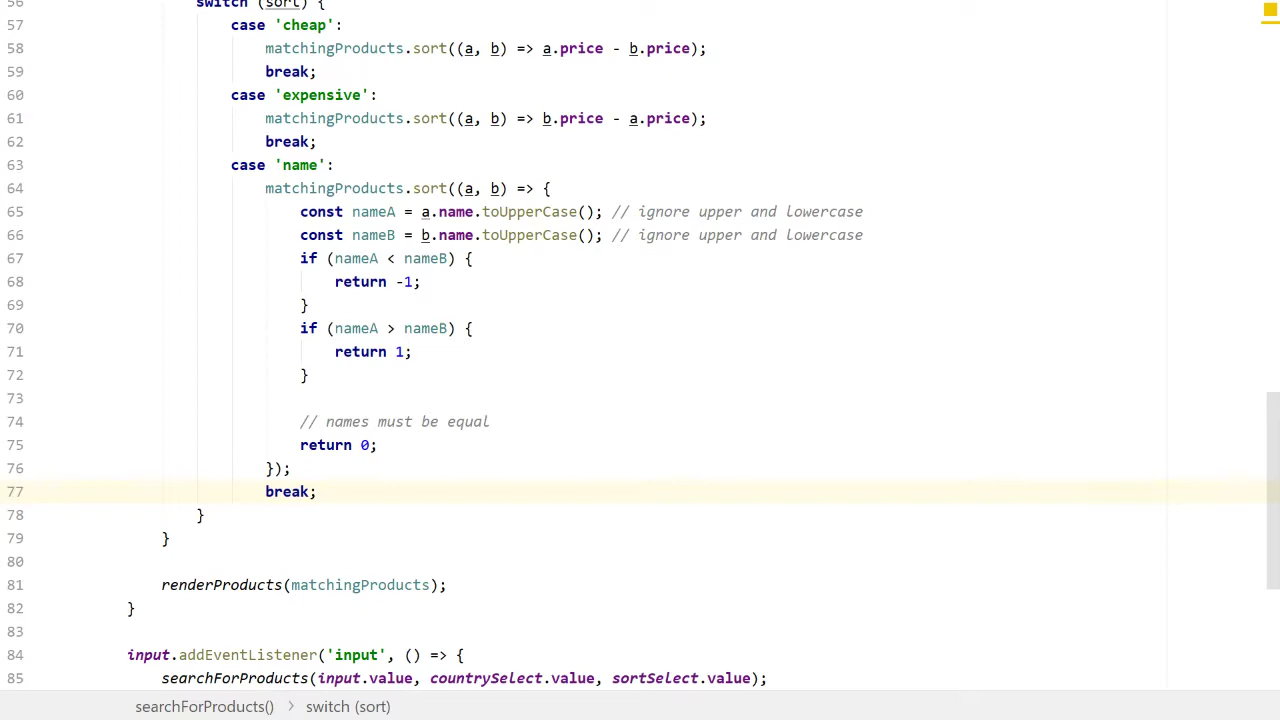 56 switch (sort) {
57 case 'cheap':
58 matchingProducts.sort((a, b) => a.price - b.price);
59 break;
60 case 'expensive':
61 matchingProducts.sort((a, b) => b.price - a.price);
62 break;
63 case 'name':
64 matchingProducts.sort((a, b) => {
65 const nameA = a.name.toUpperCase(); // ignore upper and lowercase
66 const nameB = b.name.toUpperCase(); // ignore upper and lowercase
67 if (nameA < nameB) {
68 return -1;
69 }
70 if (nameA > nameB) {
71 return 1;
72 }
73
74 // names must be equal
75 return 0;
76 });
77 break;
78 }
79 }
80
81 renderProducts(matchingProducts);
82 }
83
84 input.addEventListener('input', () => {
85 searchForProducts(input.value, countrySelect.value, sortSelect.value);
searchForProducts() > switch (sort)